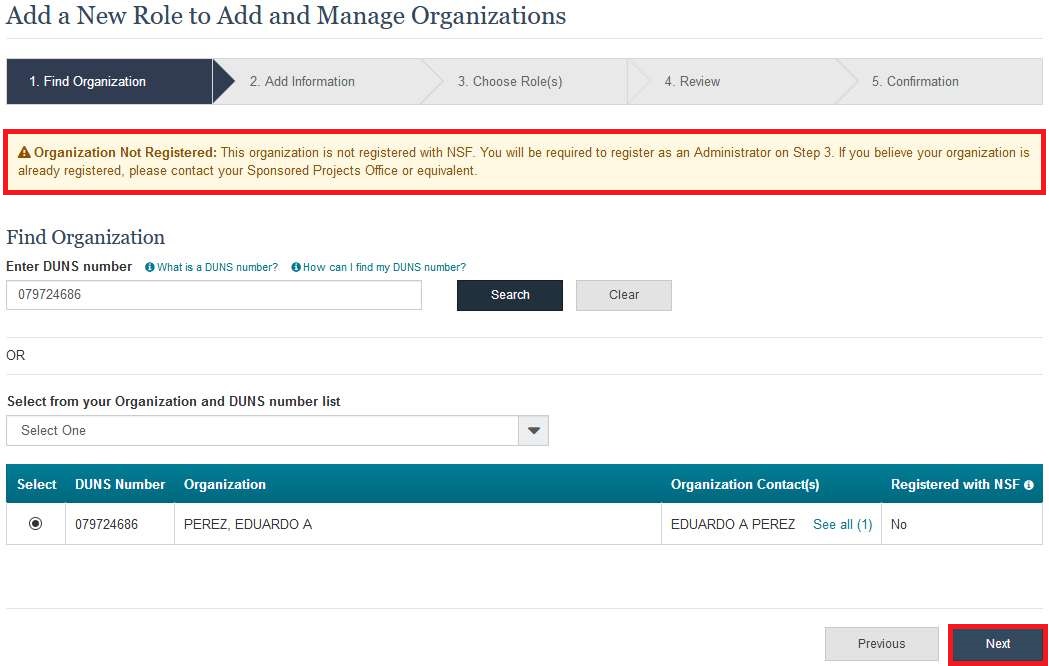 Add a New Role to Add and Manage Organizations
1. Find Organization 2. Add Information 3. Choose Role(s) 4. Review 5. Confirmation
Organization Not Registered: This organization is not registered with NSF. You will be required to register as an Administrator on Step 3. If you believe your organization is
already registered, please contact your Sponsored Projects Office or equivalent.
Find Organization
Enter DUNS number What is a DUNS number? How can I find my DUNS number?
079724686 Search Clear
OR
Select from your Organization and DUNS number list
Select One
Select DUNS Number Organization Organization Contact(s) Registered with NSF
079724686 PEREZ, EDUARDO A EDUARDO A PEREZ See all (1) No
Previous Next